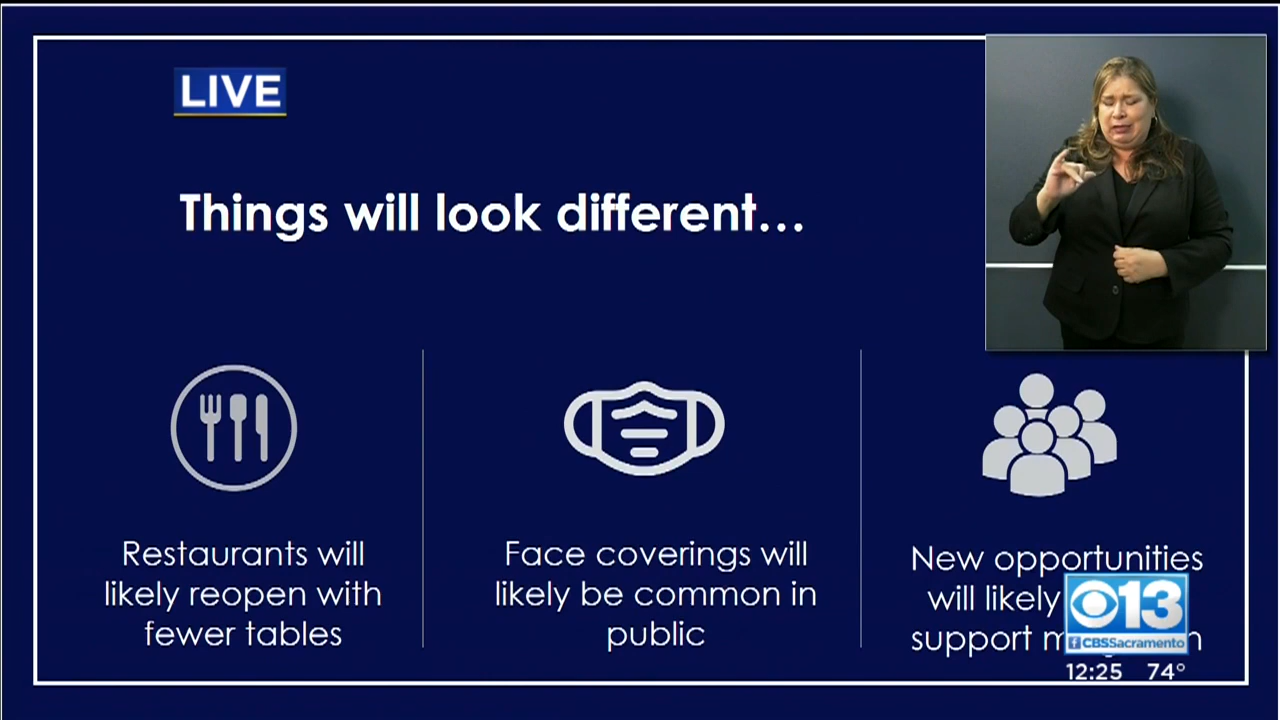 LIVE
Things will look different...
Restaurants will
likely reopen with
fewer tables
Face coverings will
likely be common in
public
New opportunities
will likely
support
13
f CBSSacramento
12:25 74°